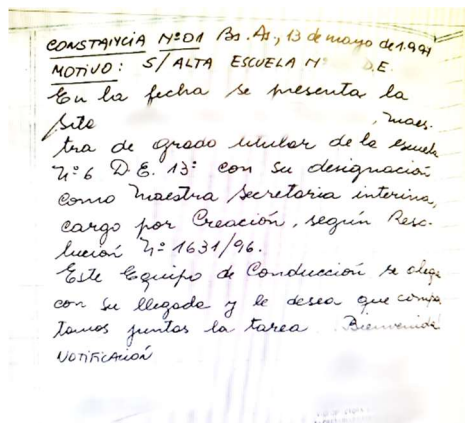 CONSTANCIA Nº01 Bs. As., 13 de mayo de 1.997
MOTIVO: S/ ALTA ESCUELA Nº D.E.
En la fecha se presenta la
Srta , maes-
tra de grado titular de la escuela
Nº 6 D.E. 13º con su designación
como Maestra Secretaria interina,
cargo por Creación, según Reso-
lución Nº 1631/96.
Este Equipo de Conducción se alegra
con su llegada y le desea que compar
tamos juntas la tarea. Bienvenida
NOTIFICACIÓN